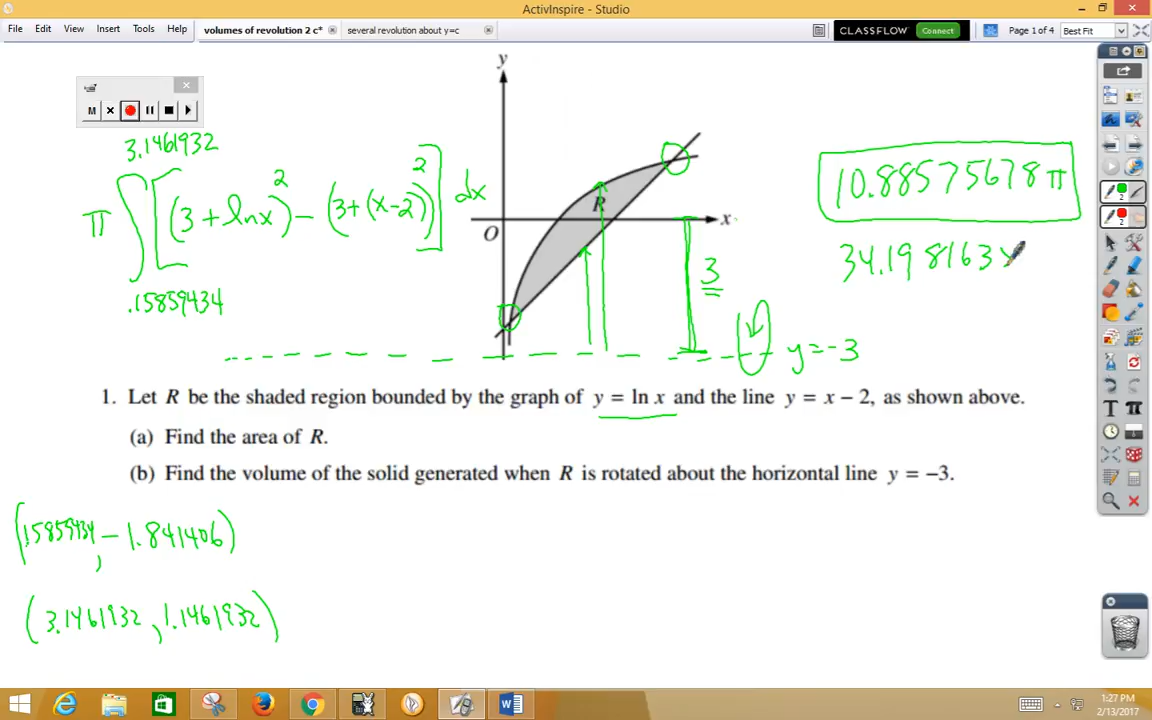 ActivInspire - Studio
File Edit View Insert Tools Help
volumes of revolution 2 c* several revolution about y=c
CLASSFLOW Connect
Page 1 of 4 Best Fit
M
y
3.1461932
π ∫ [(3 + ln x)² − (3 + (x − 2))²] dx
.15859434
R
O
x
10.88575678 π
34.198163
3
y = −3
1. Let R be the shaded region bounded by the graph of y = ln x and the line y = x − 2, as shown above.
(a) Find the area of R.
(b) Find the volume of the solid generated when R is rotated about the horizontal line y = −3.
(.15859434, −1.841406)
(3.1461932, 1.1461932)
1:27 PM
2/13/2017